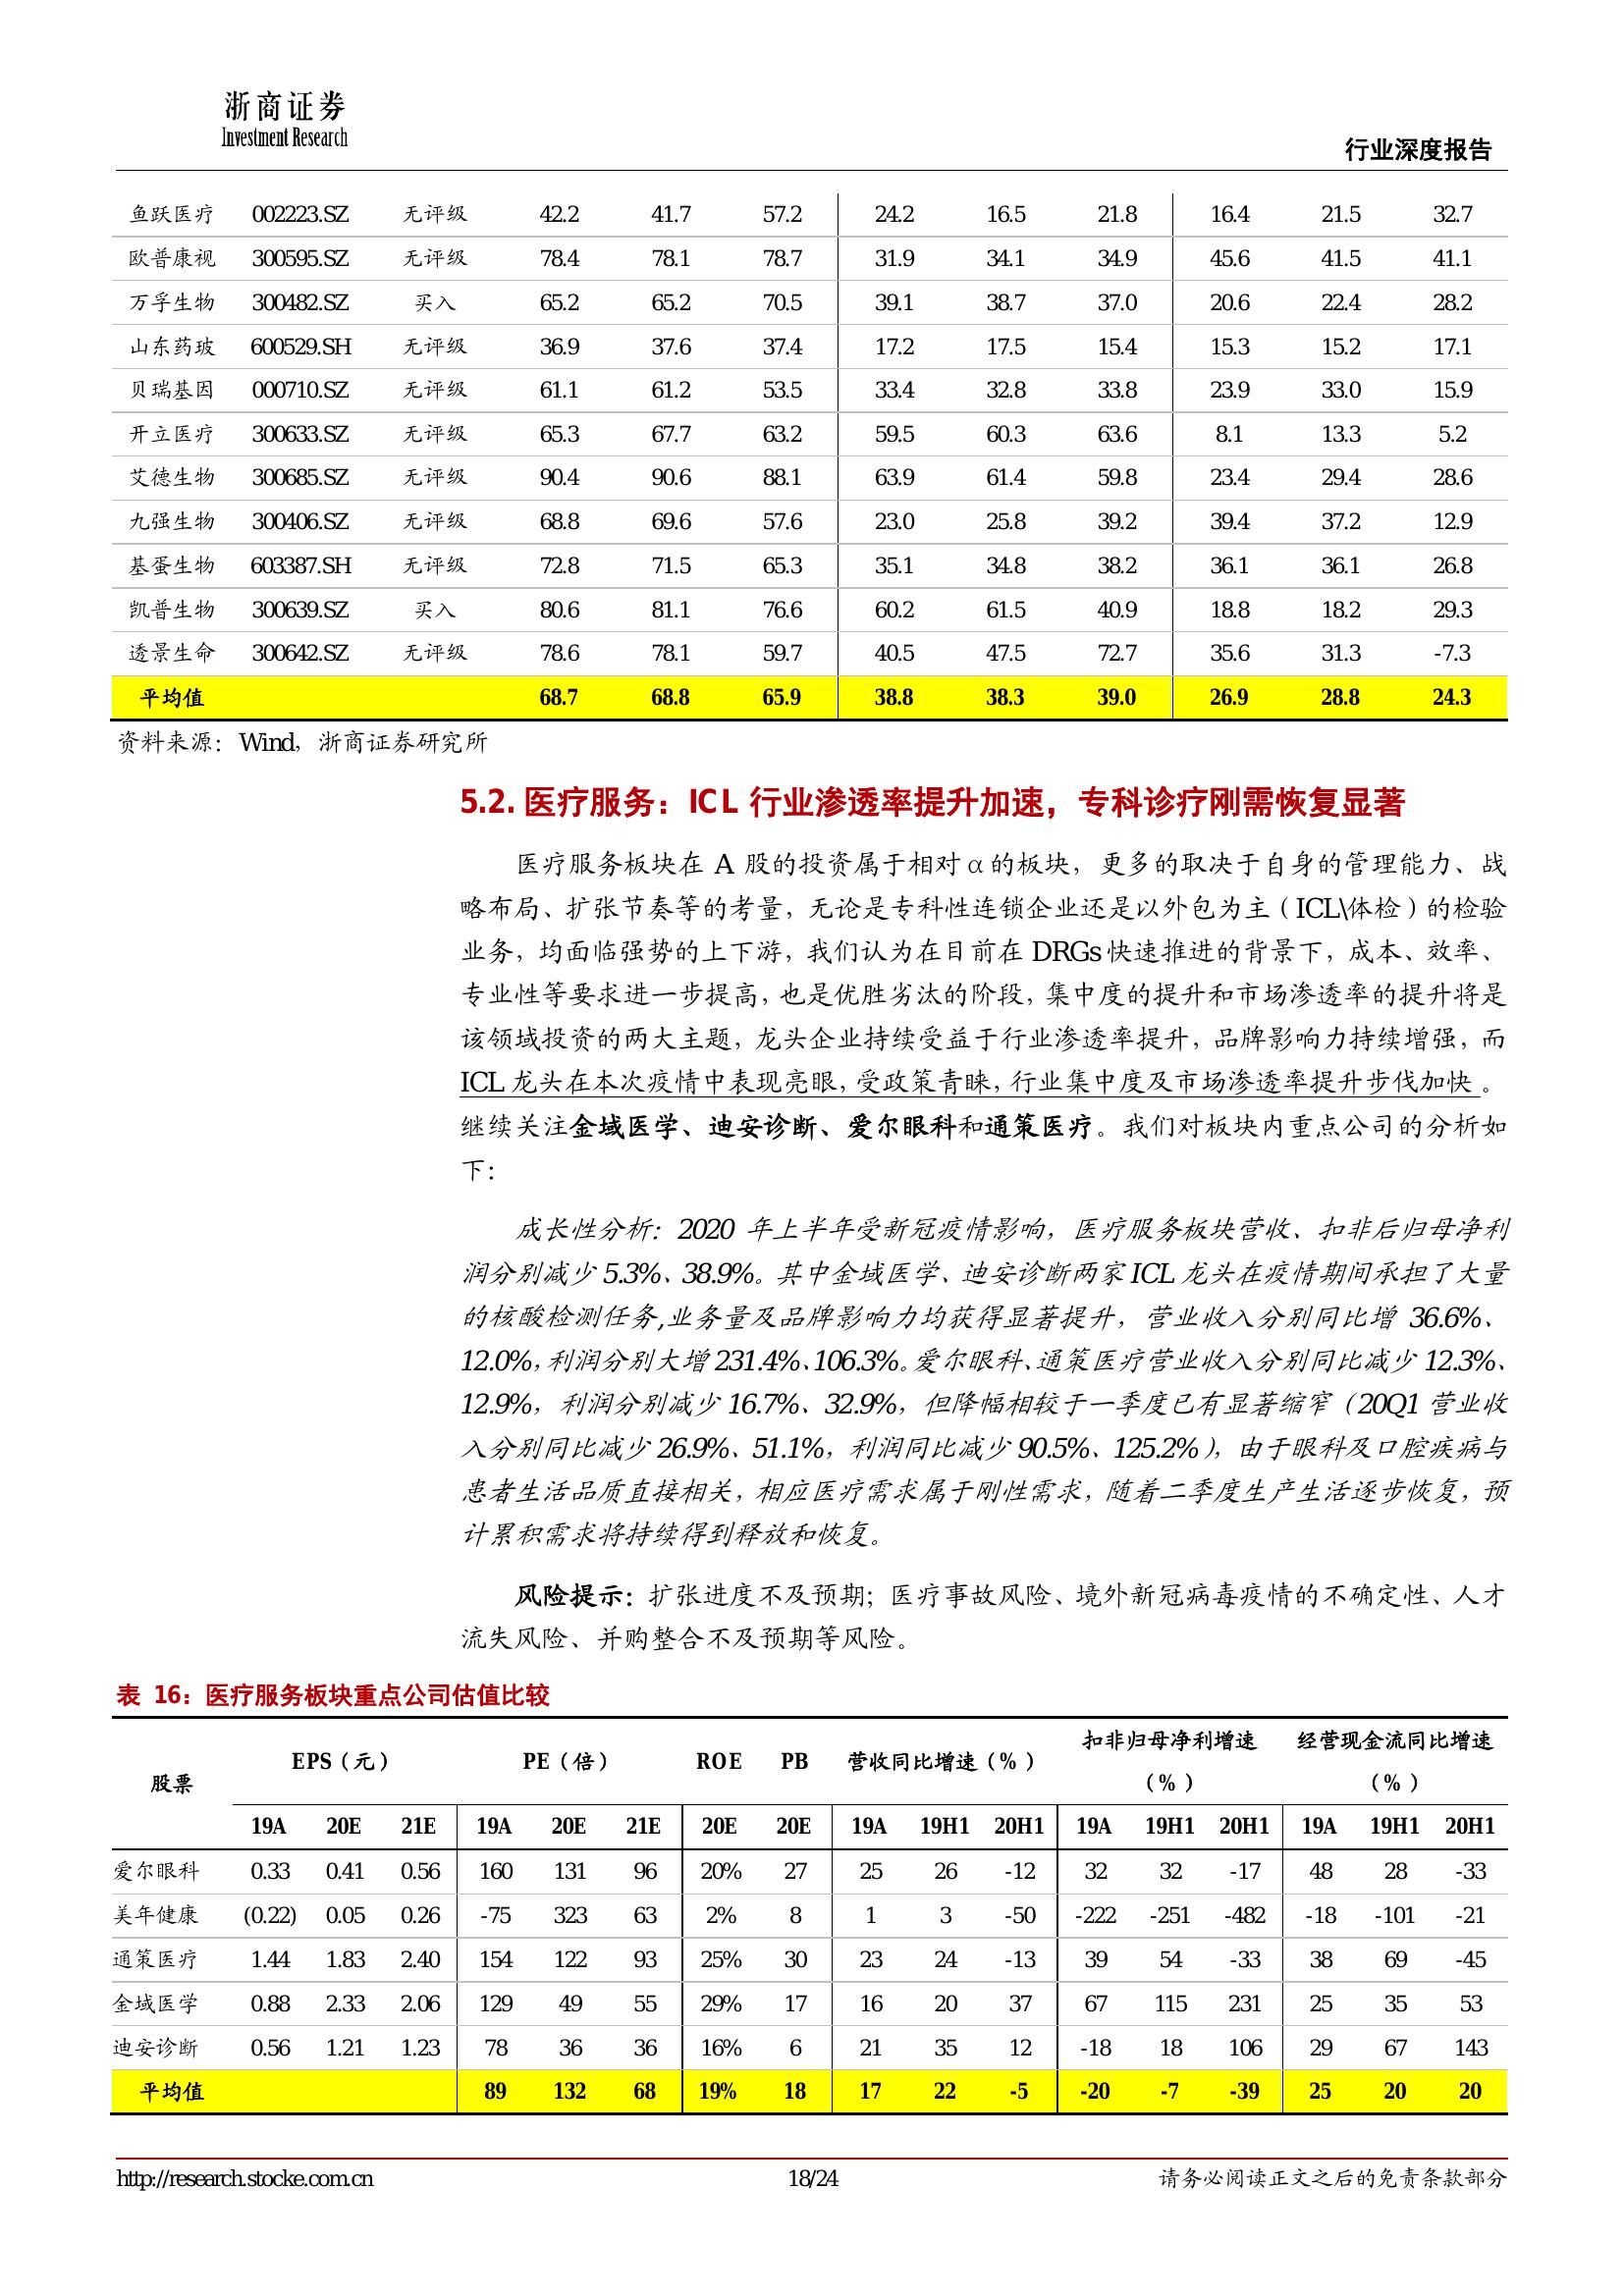 浙商证券
Investment Research
行业深度报告
鱼跃医疗 002223.SZ 无评级 42.2 41.7 57.2 24.2 16.5 21.8 16.4 21.5 32.7
欧普康视 300595.SZ 无评级 78.4 78.1 78.7 31.9 34.1 34.9 45.6 41.5 41.1
万孚生物 300482.SZ 买入 65.2 65.2 70.5 39.1 38.7 37.0 20.6 22.4 28.2
山东药玻 600529.SH 无评级 36.9 37.6 37.4 17.2 17.5 15.4 15.3 15.2 17.1
贝瑞基因 000710.SZ 无评级 61.1 61.2 53.5 33.4 32.8 33.8 23.9 33.0 15.9
开立医疗 300633.SZ 无评级 65.3 67.7 63.2 59.5 60.3 63.6 8.1 13.3 5.2
艾德生物 300685.SZ 无评级 90.4 90.6 88.1 63.9 61.4 59.8 23.4 29.4 28.6
九强生物 300406.SZ 无评级 68.8 69.6 57.6 23.0 25.8 39.2 39.4 37.2 12.9
基蛋生物 603387.SH 无评级 72.8 71.5 65.3 35.1 34.8 38.2 36.1 36.1 26.8
凯普生物 300639.SZ 买入 80.6 81.1 76.6 60.2 61.5 40.9 18.8 18.2 29.3
透景生命 300642.SZ 无评级 78.6 78.1 59.7 40.5 47.5 72.7 35.6 31.3 -7.3
平均值 68.7 68.8 65.9 38.8 38.3 39.0 26.9 28.8 24.3
资料来源：Wind，浙商证券研究所
5.2. 医疗服务：ICL 行业渗透率提升加速，专科诊疗刚需恢复显著
医疗服务板块在 A 股的投资属于相对α的板块，更多的取决于自身的管理能力、战
略布局、扩张节奏等的考量，无论是专科性连锁企业还是以外包为主（ICL\体检）的检验
业务，均面临强势的上下游，我们认为在目前在 DRGs 快速推进的背景下，成本、效率、
专业性等要求进一步提高，也是优胜劣汰的阶段，集中度的提升和市场渗透率的提升将是
该领域投资的两大主题，龙头企业持续受益于行业渗透率提升，品牌影响力持续增强，而
ICL 龙头在本次疫情中表现亮眼，受政策青睐，行业集中度及市场渗透率提升步伐加快 。
继续关注金域医学、迪安诊断、爱尔眼科和通策医疗。我们对板块内重点公司的分析如
下：
成长性分析：2020 年上半年受新冠疫情影响，医疗服务板块营收、扣非后归母净利
润分别减少 5.3%、38.9%。其中金域医学、迪安诊断两家 ICL 龙头在疫情期间承担了大量
的核酸检测任务,业务量及品牌影响力均获得显著提升，营业收入分别同比增 36.6%、
12.0%，利润分别大增 231.4%、106.3%。爱尔眼科、通策医疗营业收入分别同比减少 12.3%、
12.9%，利润分别减少 16.7%、32.9%，但降幅相较于一季度已有显著缩窄（20Q1 营业收
入分别同比减少 26.9%、51.1%，利润同比减少 90.5%、125.2%），由于眼科及口腔疾病与
患者生活品质直接相关，相应医疗需求属于刚性需求，随着二季度生产生活逐步恢复，预
计累积需求将持续得到释放和恢复。
风险提示：扩张进度不及预期；医疗事故风险、境外新冠病毒疫情的不确定性、人才
流失风险、并购整合不及预期等风险。
表 16：医疗服务板块重点公司估值比较
股票 EPS（元） PE（倍） ROE PB 营收同比增速（%） 扣非归母净利增速（%） 经营现金流同比增速（%）
19A 20E 21E 19A 20E 21E 20E 20E 19A 19H1 20H1 19A 19H1 20H1 19A 19H1 20H1
爱尔眼科 0.33 0.41 0.56 160 131 96 20% 27 25 26 -12 32 32 -17 48 28 -33
美年健康 (0.22) 0.05 0.26 -75 323 63 2% 8 1 3 -50 -222 -251 -482 -18 -101 -21
通策医疗 1.44 1.83 2.40 154 122 93 25% 30 23 24 -13 39 54 -33 38 69 -45
金域医学 0.88 2.33 2.06 129 49 55 29% 17 16 20 37 67 115 231 25 35 53
迪安诊断 0.56 1.21 1.23 78 36 36 16% 6 21 35 12 -18 18 106 29 67 143
平均值 89 132 68 19% 18 17 22 -5 -20 -7 -39 25 20 20
http://research.stocke.com.cn 18/24 请务必阅读正文之后的免责条款部分